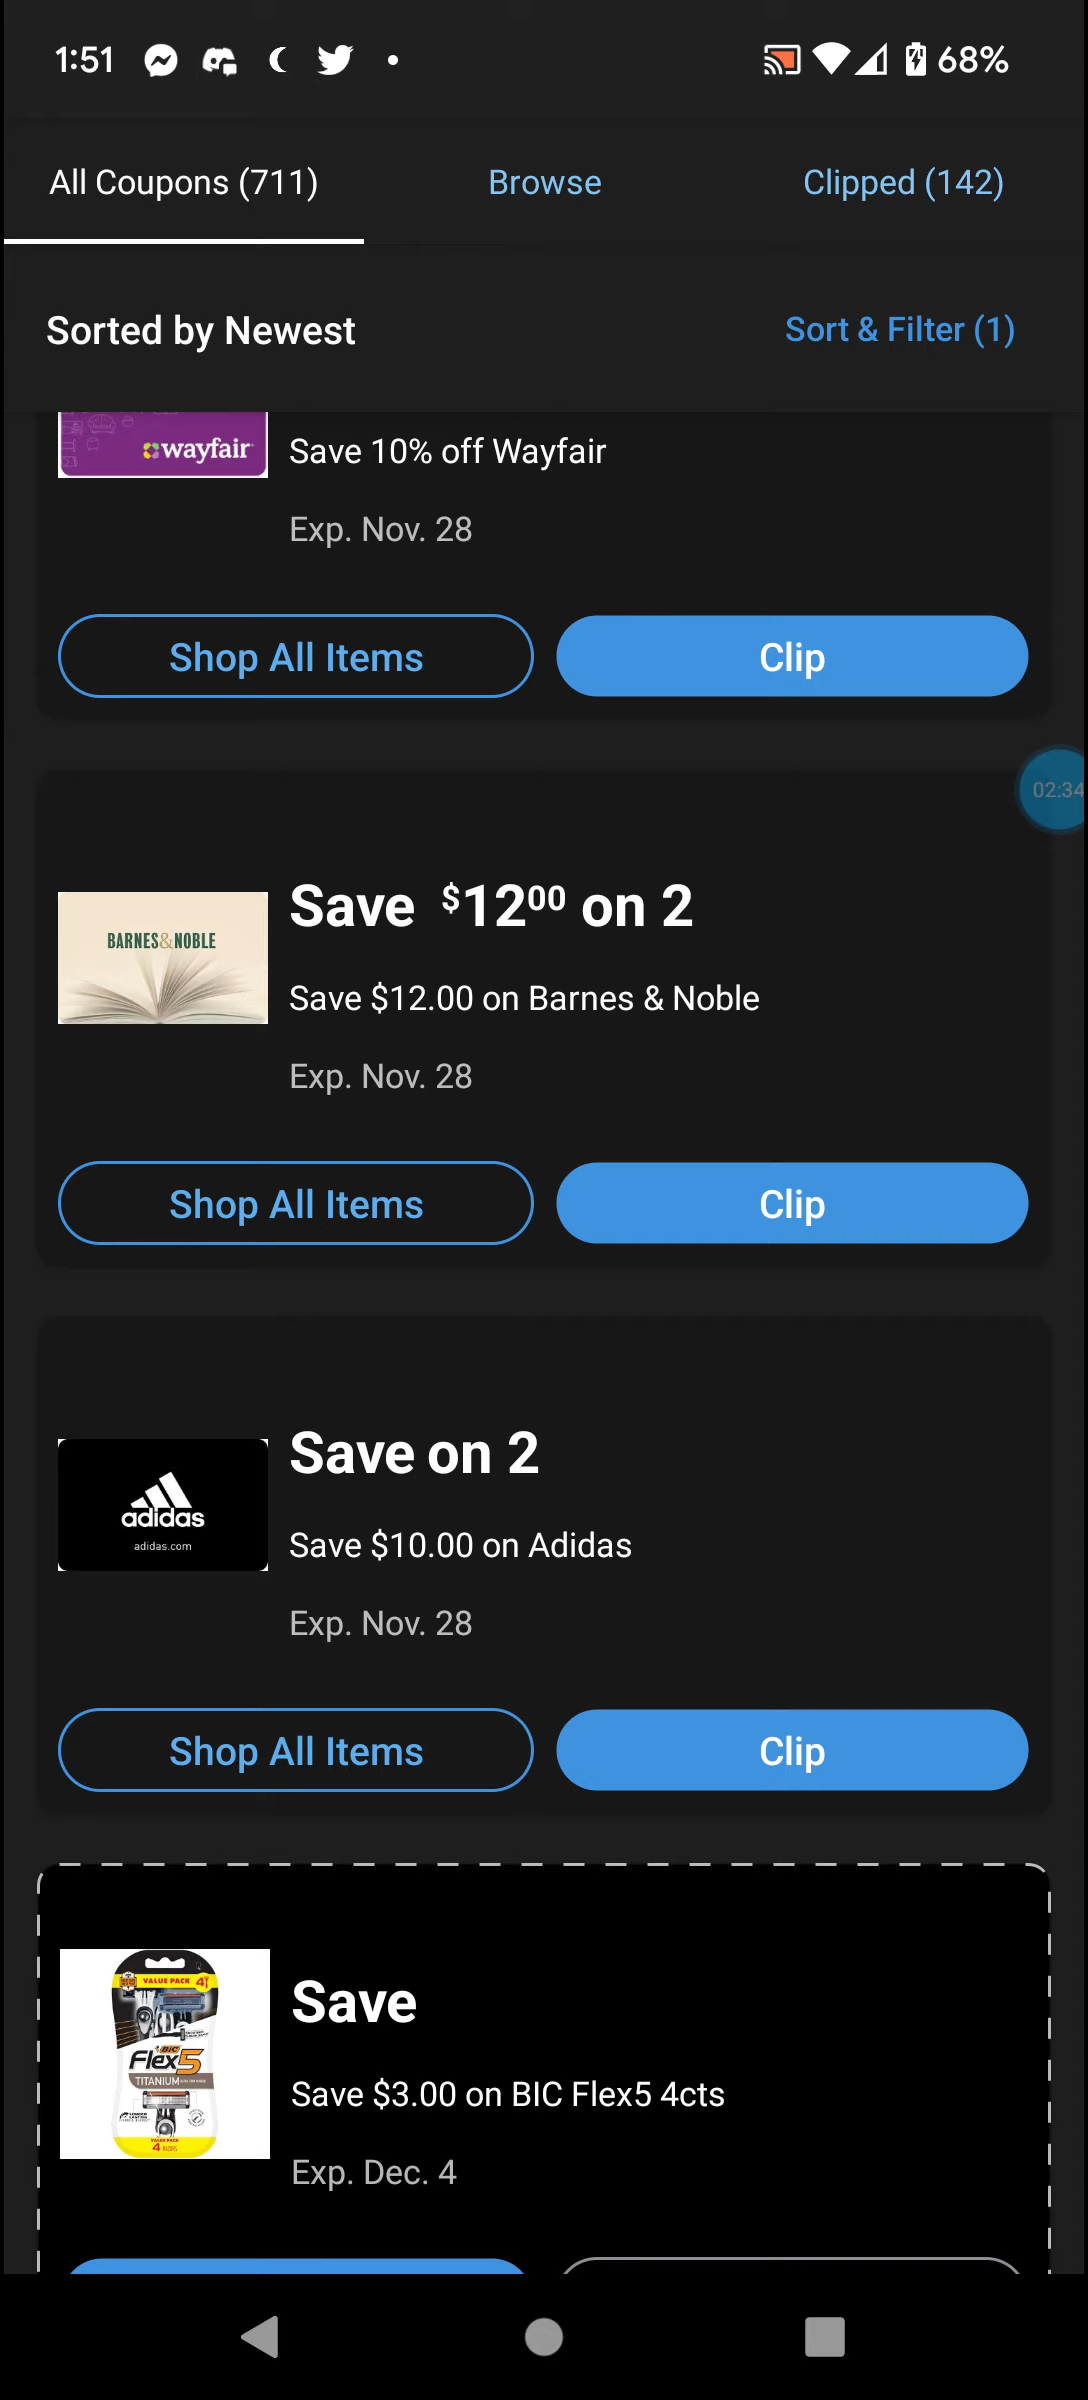 1:51
68%
All Coupons (711)
Browse
Clipped (142)
Sorted by Newest
Sort & Filter (1)
wayfair
Save 10% off Wayfair
Exp. Nov. 28
Shop All Items
Clip
02:34
BARNES&NOBLE
Save $1200 on 2
Save $12.00 on Barnes & Noble
Exp. Nov. 28
Shop All Items
Clip
adidas
adidas.com
Save on 2
Save $10.00 on Adidas
Exp. Nov. 28
Shop All Items
Clip
VALUE PACK 4
BIC
Flex5
TITANIUM
VALUE PACK
4
Save
Save $3.00 on BIC Flex5 4cts
Exp. Dec. 4